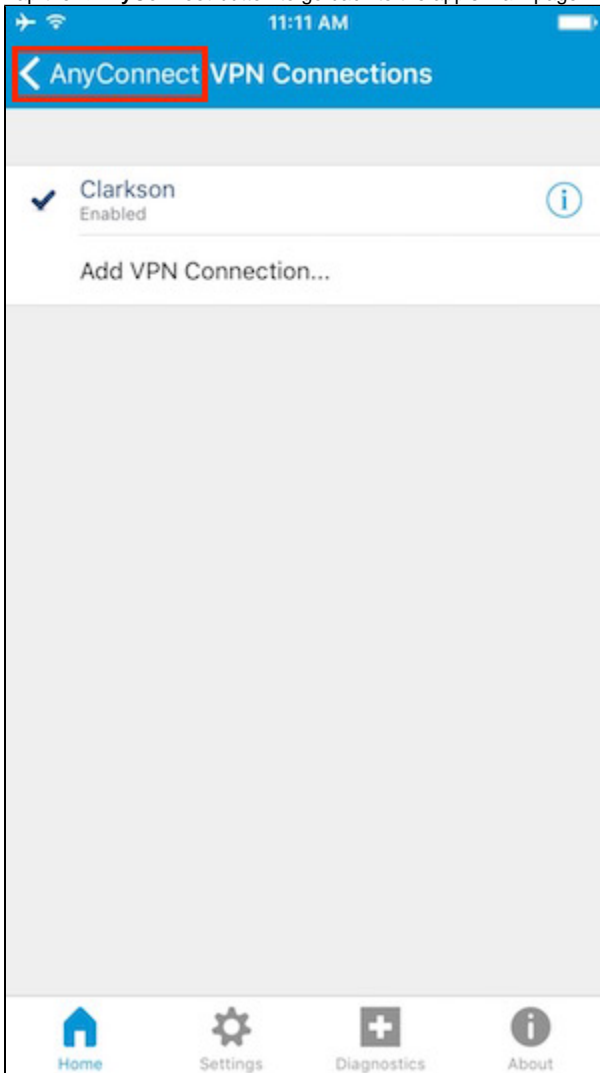 11:11 AM
AnyConnect VPN Connections
Clarkson
Enabled
Add VPN Connection...
Home Settings Diagnostics About